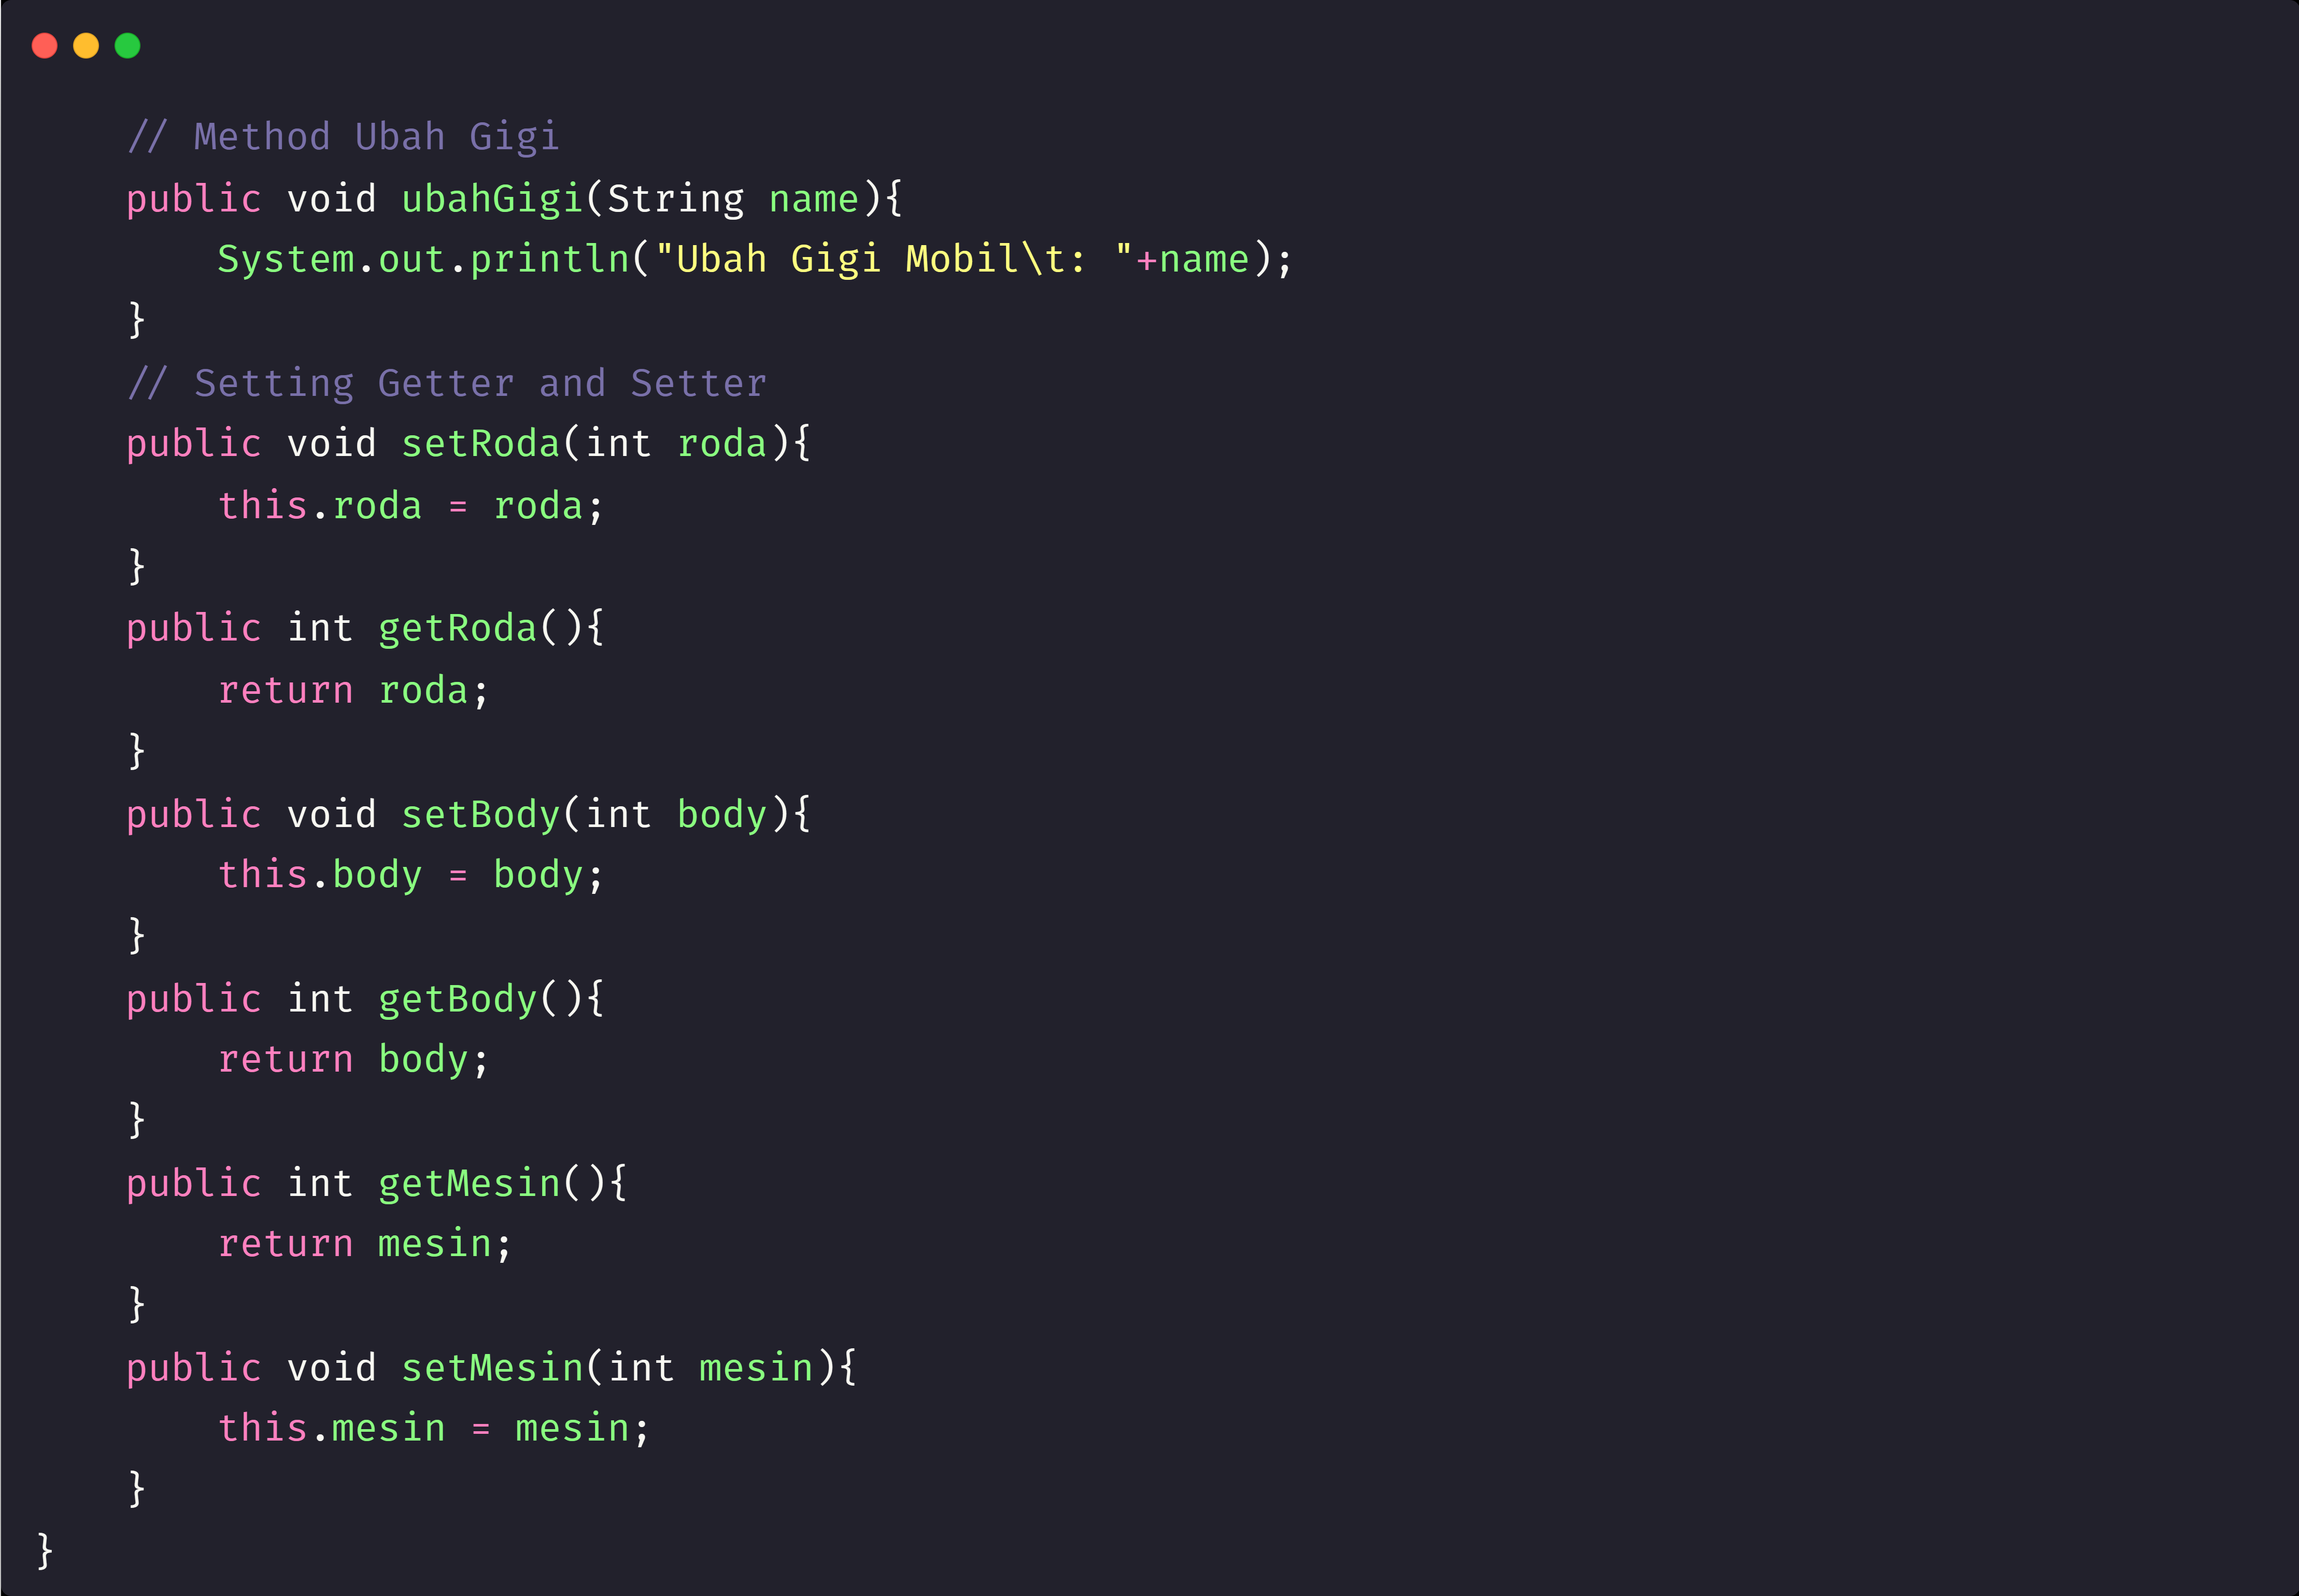 // Method Ubah Gigi
    public void ubahGigi(String name){
        System.out.println("Ubah Gigi Mobil\t: "+name);
    }
    // Setting Getter and Setter
    public void setRoda(int roda){
        this.roda = roda;
    }
    public int getRoda(){
        return roda;
    }
    public void setBody(int body){
        this.body = body;
    }
    public int getBody(){
        return body;
    }
    public int getMesin(){
        return mesin;
    }
    public void setMesin(int mesin){
        this.mesin = mesin;
    }
}